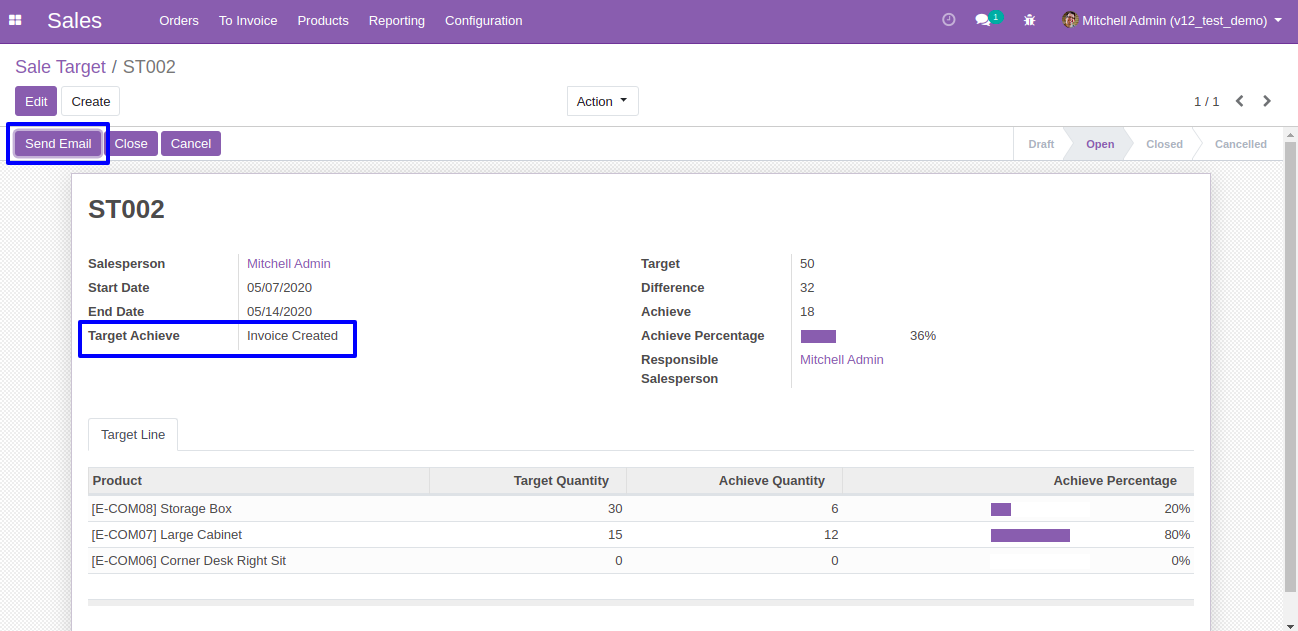 Sales Orders To Invoice Products Reporting Configuration 1 Mitchell Admin (v12_test_demo)
Sale Target / ST002
Edit Create Action 1 / 1
Send Email Close Cancel Draft Open Closed Cancelled
ST002
Salesperson Mitchell Admin Target 50
Start Date 05/07/2020 Difference 32
End Date 05/14/2020 Achieve 18
Target Achieve Invoice Created Achieve Percentage 36%
Responsible Mitchell Admin
Salesperson
Target Line
Product Target Quantity Achieve Quantity Achieve Percentage
[E-COM08] Storage Box 30 6 20%
[E-COM07] Large Cabinet 15 12 80%
[E-COM06] Corner Desk Right Sit 0 0 0%